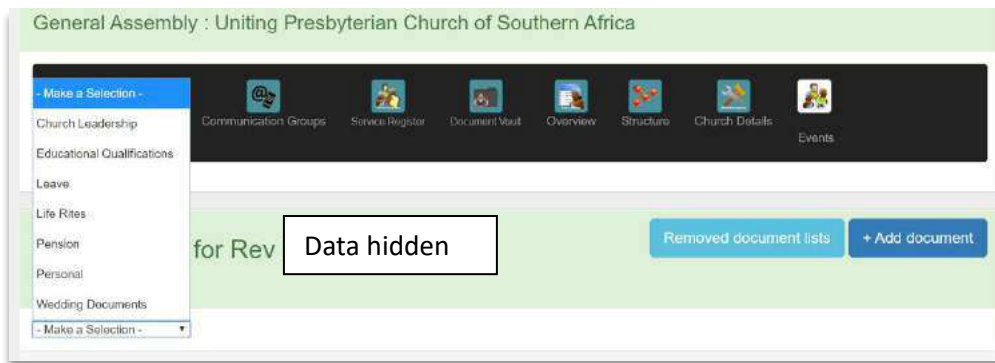 General Assembly : Uniting Presbyterian Church of Southern Africa
- Make a Selection -
Church Leadership
Educational Qualifications
Leave
Life Rites
Pension
Personal
Wedding Documents
- Make a Selection -
Communication Groups
Service Register
Document Vault
Overview
Structure
Church Details
Events
for Rev
Data hidden
Removed document lists
+ Add document